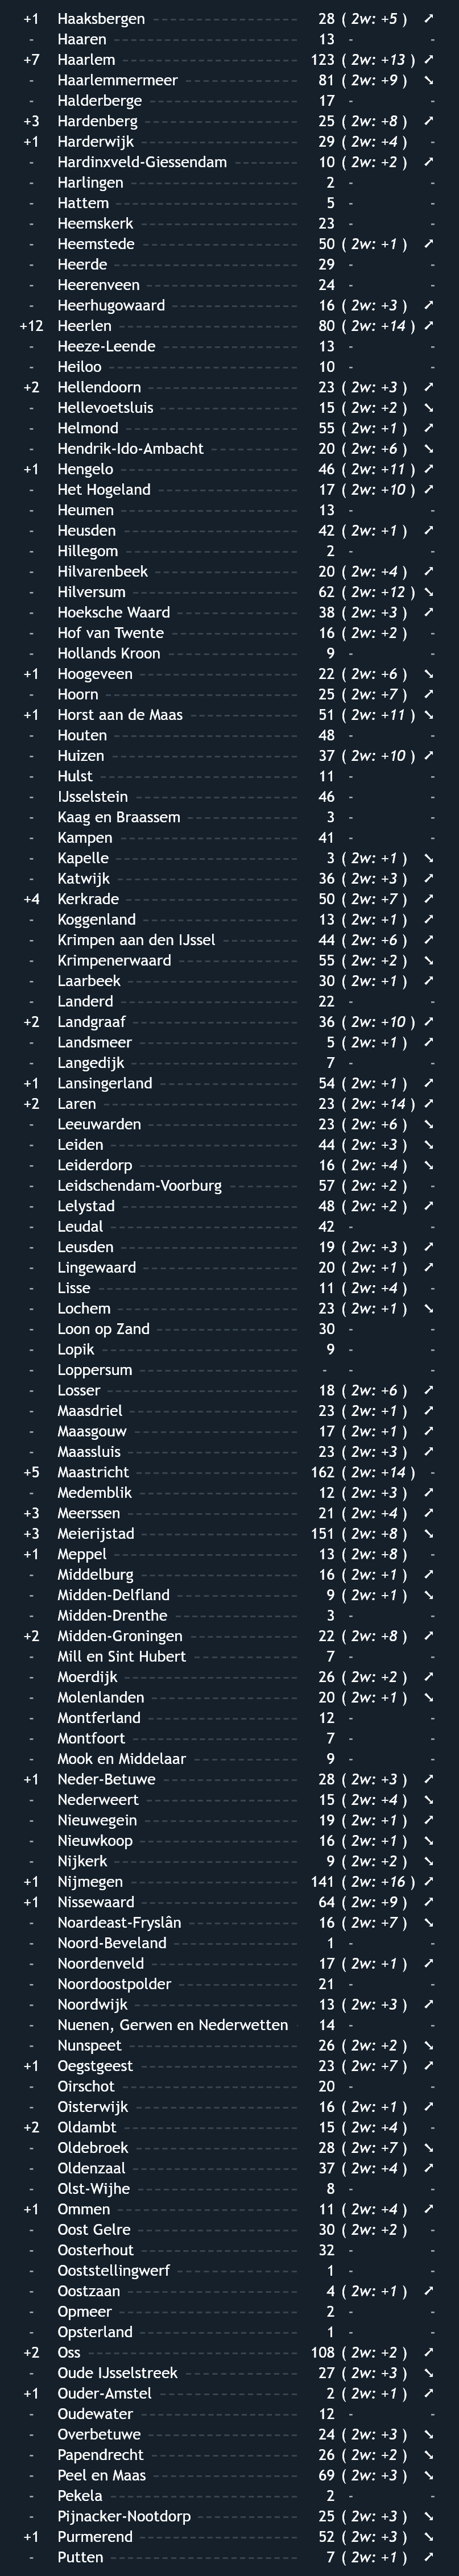 +1 Haaksbergen 28 ( 2w: +5 ) ↗
- Haaren 13 - -
+7 Haarlem 123 ( 2w: +13 ) ↗
- Haarlemmermeer 81 ( 2w: +9 ) ↘
- Halderberge 17 - -
+3 Hardenberg 25 ( 2w: +8 ) ↗
+1 Harderwijk 29 ( 2w: +4 ) -
- Hardinxveld-Giessendam 10 ( 2w: +2 ) ↗
- Harlingen 2 - -
- Hattem 5 - -
- Heemskerk 23 - -
- Heemstede 50 ( 2w: +1 ) ↗
- Heerde 29 - -
- Heerenveen 24 - -
- Heerhugowaard 16 ( 2w: +3 ) ↗
+12 Heerlen 80 ( 2w: +14 ) ↗
- Heeze-Leende 13 - -
- Heiloo 10 - -
+2 Hellendoorn 23 ( 2w: +3 ) ↗
- Hellevoetsluis 15 ( 2w: +2 ) ↘
- Helmond 55 ( 2w: +1 ) ↗
- Hendrik-Ido-Ambacht 20 ( 2w: +6 ) ↘
+1 Hengelo 46 ( 2w: +11 ) ↗
- Het Hogeland 17 ( 2w: +10 ) ↗
- Heumen 13 - -
- Heusden 42 ( 2w: +1 ) ↗
- Hillegom 2 - -
- Hilvarenbeek 20 ( 2w: +4 ) ↗
- Hilversum 62 ( 2w: +12 ) ↘
- Hoeksche Waard 38 ( 2w: +3 ) ↗
- Hof van Twente 16 ( 2w: +2 ) -
- Hollands Kroon 9 - -
+1 Hoogeveen 22 ( 2w: +6 ) ↘
- Hoorn 25 ( 2w: +7 ) ↗
+1 Horst aan de Maas 51 ( 2w: +11 ) ↘
- Houten 48 - -
- Huizen 37 ( 2w: +10 ) ↗
- Hulst 11 - -
- IJsselstein 46 - -
- Kaag en Braassem 3 - -
- Kampen 41 - -
- Kapelle 3 ( 2w: +1 ) ↘
- Katwijk 36 ( 2w: +3 ) ↗
+4 Kerkrade 50 ( 2w: +7 ) ↗
- Koggenland 13 ( 2w: +1 ) ↗
- Krimpen aan den IJssel 44 ( 2w: +6 ) ↗
- Krimpenerwaard 55 ( 2w: +2 ) ↘
- Laarbeek 30 ( 2w: +1 ) ↗
- Landerd 22 - -
+2 Landgraaf 36 ( 2w: +10 ) ↗
- Landsmeer 5 ( 2w: +1 ) ↗
- Langedijk 7 - -
+1 Lansingerland 54 ( 2w: +1 ) ↗
+2 Laren 23 ( 2w: +14 ) ↗
- Leeuwarden 23 ( 2w: +6 ) ↘
- Leiden 44 ( 2w: +3 ) ↘
- Leiderdorp 16 ( 2w: +4 ) ↘
- Leidschendam-Voorburg 57 ( 2w: +2 ) -
- Lelystad 48 ( 2w: +2 ) ↗
- Leudal 42 - -
- Leusden 19 ( 2w: +3 ) ↗
- Lingewaard 20 ( 2w: +1 ) ↗
- Lisse 11 ( 2w: +4 ) -
- Lochem 23 ( 2w: +1 ) ↘
- Loon op Zand 30 - -
- Lopik 9 - -
- Loppersum - - -
- Losser 18 ( 2w: +6 ) ↗
- Maasdriel 23 ( 2w: +1 ) ↗
- Maasgouw 17 ( 2w: +1 ) ↗
- Maassluis 23 ( 2w: +3 ) ↗
+5 Maastricht 162 ( 2w: +14 ) -
- Medemblik 12 ( 2w: +3 ) ↗
+3 Meerssen 21 ( 2w: +4 ) ↗
+3 Meierijstad 151 ( 2w: +8 ) ↘
+1 Meppel 13 ( 2w: +8 ) -
- Middelburg 16 ( 2w: +1 ) ↗
- Midden-Delfland 9 ( 2w: +1 ) ↘
- Midden-Drenthe 3 - -
+2 Midden-Groningen 22 ( 2w: +8 ) ↗
- Mill en Sint Hubert 7 - -
- Moerdijk 26 ( 2w: +2 ) ↗
- Molenlanden 20 ( 2w: +1 ) ↘
- Montferland 12 - -
- Montfoort 7 - -
- Mook en Middelaar 9 - -
+1 Neder-Betuwe 28 ( 2w: +3 ) ↗
- Nederweert 15 ( 2w: +4 ) ↘
- Nieuwegein 19 ( 2w: +1 ) ↗
- Nieuwkoop 16 ( 2w: +1 ) ↘
- Nijkerk 9 ( 2w: +2 ) ↘
+1 Nijmegen 141 ( 2w: +16 ) ↗
+1 Nissewaard 64 ( 2w: +9 ) ↗
- Noardeast-Fryslân 16 ( 2w: +7 ) ↘
- Noord-Beveland 1 - -
- Noordenveld 17 ( 2w: +1 ) ↗
- Noordoostpolder 21 - -
- Noordwijk 13 ( 2w: +3 ) ↗
- Nuenen, Gerwen en Nederwetten 14 - -
- Nunspeet 26 ( 2w: +2 ) ↘
+1 Oegstgeest 23 ( 2w: +7 ) ↗
- Oirschot 20 - -
- Oisterwijk 16 ( 2w: +1 ) ↗
+2 Oldambt 15 ( 2w: +4 ) -
- Oldebroek 28 ( 2w: +7 ) ↘
- Oldenzaal 37 ( 2w: +4 ) ↗
- Olst-Wijhe 8 - -
+1 Ommen 11 ( 2w: +4 ) ↗
- Oost Gelre 30 ( 2w: +2 ) -
- Oosterhout 32 - -
- Ooststellingwerf 1 - -
- Oostzaan 4 ( 2w: +1 ) ↗
- Opmeer 2 - -
- Opsterland 1 - -
+2 Oss 108 ( 2w: +2 ) ↗
- Oude IJsselstreek 27 ( 2w: +3 ) ↘
+1 Ouder-Amstel 2 ( 2w: +1 ) ↗
- Oudewater 12 - -
- Overbetuwe 24 ( 2w: +3 ) ↘
- Papendrecht 26 ( 2w: +2 ) ↘
- Peel en Maas 69 ( 2w: +3 ) ↘
- Pekela 2 - -
- Pijnacker-Nootdorp 25 ( 2w: +3 ) ↘
+1 Purmerend 52 ( 2w: +3 ) ↘
- Putten 7 ( 2w: +1 ) ↗